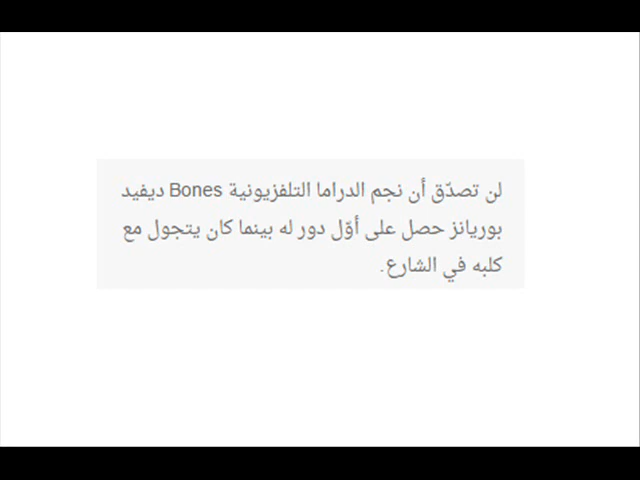 لن تصدّق أن نجم الدراما التلفزيونية Bones ديفيد
بوريانز حصل على أوّل دور له بينما كان يتجول مع
كلبه في الشارع.